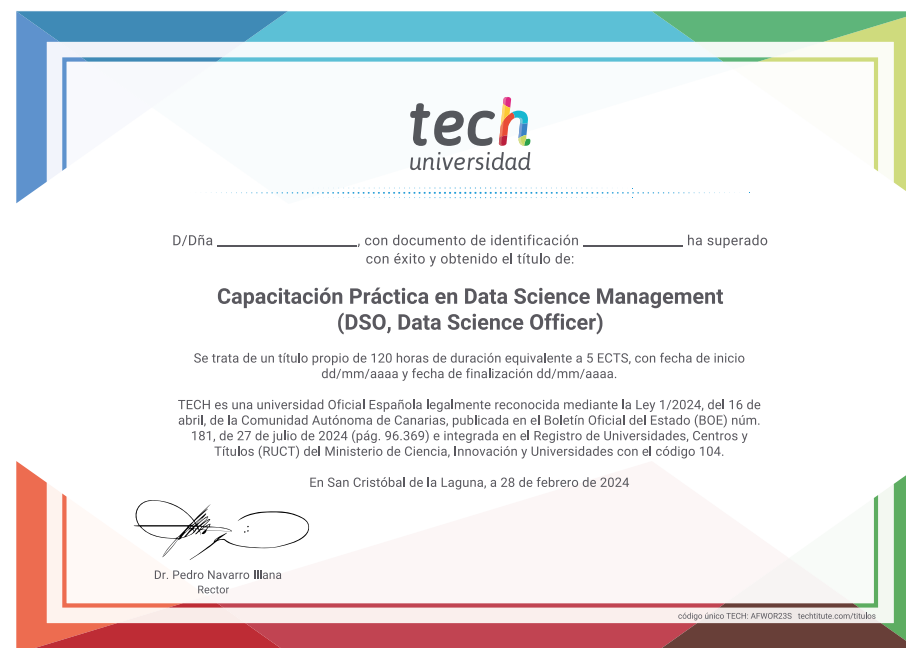 tech
universidad
D/Dña ____________________, con documento de identificación ______________ ha superado
con éxito y obtenido el título de:
Capacitación Práctica en Data Science Management
(DSO, Data Science Officer)
Se trata de un título propio de 120 horas de duración equivalente a 5 ECTS, con fecha de inicio
dd/mm/aaaa y fecha de finalización dd/mm/aaaa.
TECH es una universidad Oficial Española legalmente reconocida mediante la Ley 1/2024, del 16 de
abril, de la Comunidad Autónoma de Canarias, publicada en el Boletín Oficial del Estado (BOE) núm.
181, de 27 de julio de 2024 (pág. 96.369) e integrada en el Registro de Universidades, Centros y
Títulos (RUCT) del Ministerio de Ciencia, Innovación y Universidades con el código 104.
En San Cristóbal de la Laguna, a 28 de febrero de 2024
Dr. Pedro Navarro Illana
Rector
código único TECH: AFWOR23S techtitute.com/titulos